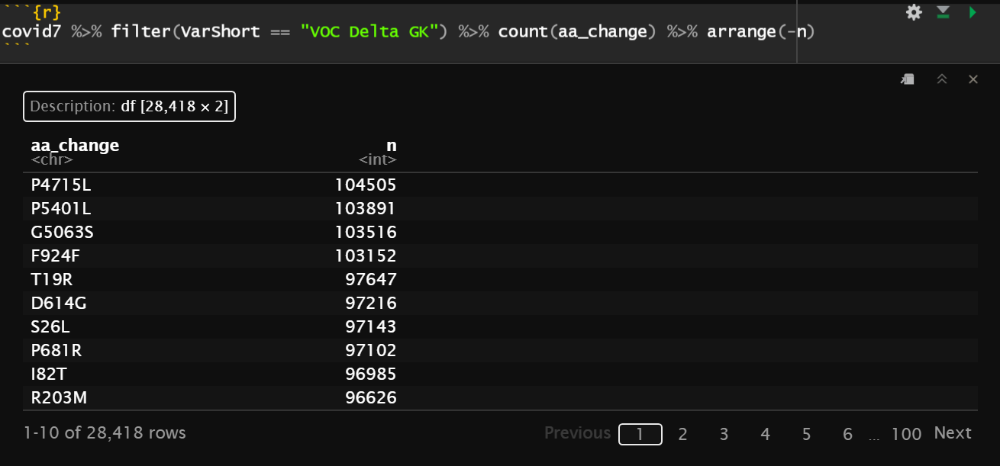 ```{r}
covid7 %>% filter(VarShort == "VOC Delta GK") %>% count(aa_change) %>% arrange(-n)
```
Description: df [28,418 × 2]
aa_change n
<chr> <int>
P4715L 104505
P5401L 103891
G5063S 103516
F924F 103152
T19R 97647
D614G 97216
S26L 97143
P681R 97102
I82T 96985
R203M 96626
1-10 of 28,418 rows Previous 1 2 3 4 5 6 ... 100 Next